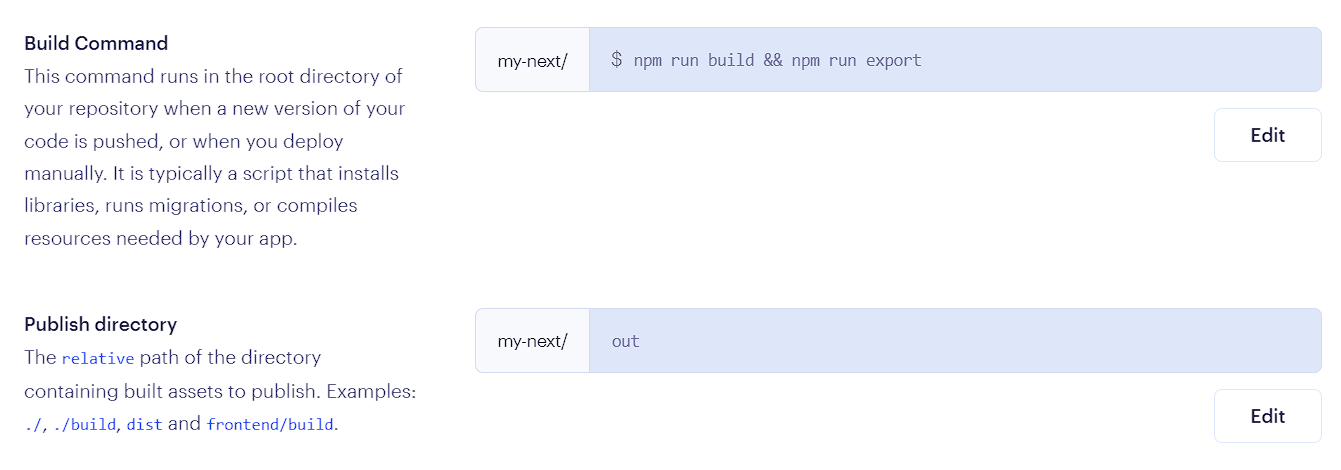 Build Command
This command runs in the root directory of
your repository when a new version of your
code is pushed, or when you deploy
manually. It is typically a script that installs
libraries, runs migrations, or compiles
resources needed by your app.
my-next/ $ npm run build && npm run export
Edit
Publish directory
The relative path of the directory
containing built assets to publish. Examples:
./, ./build, dist and frontend/build.
my-next/ out
Edit